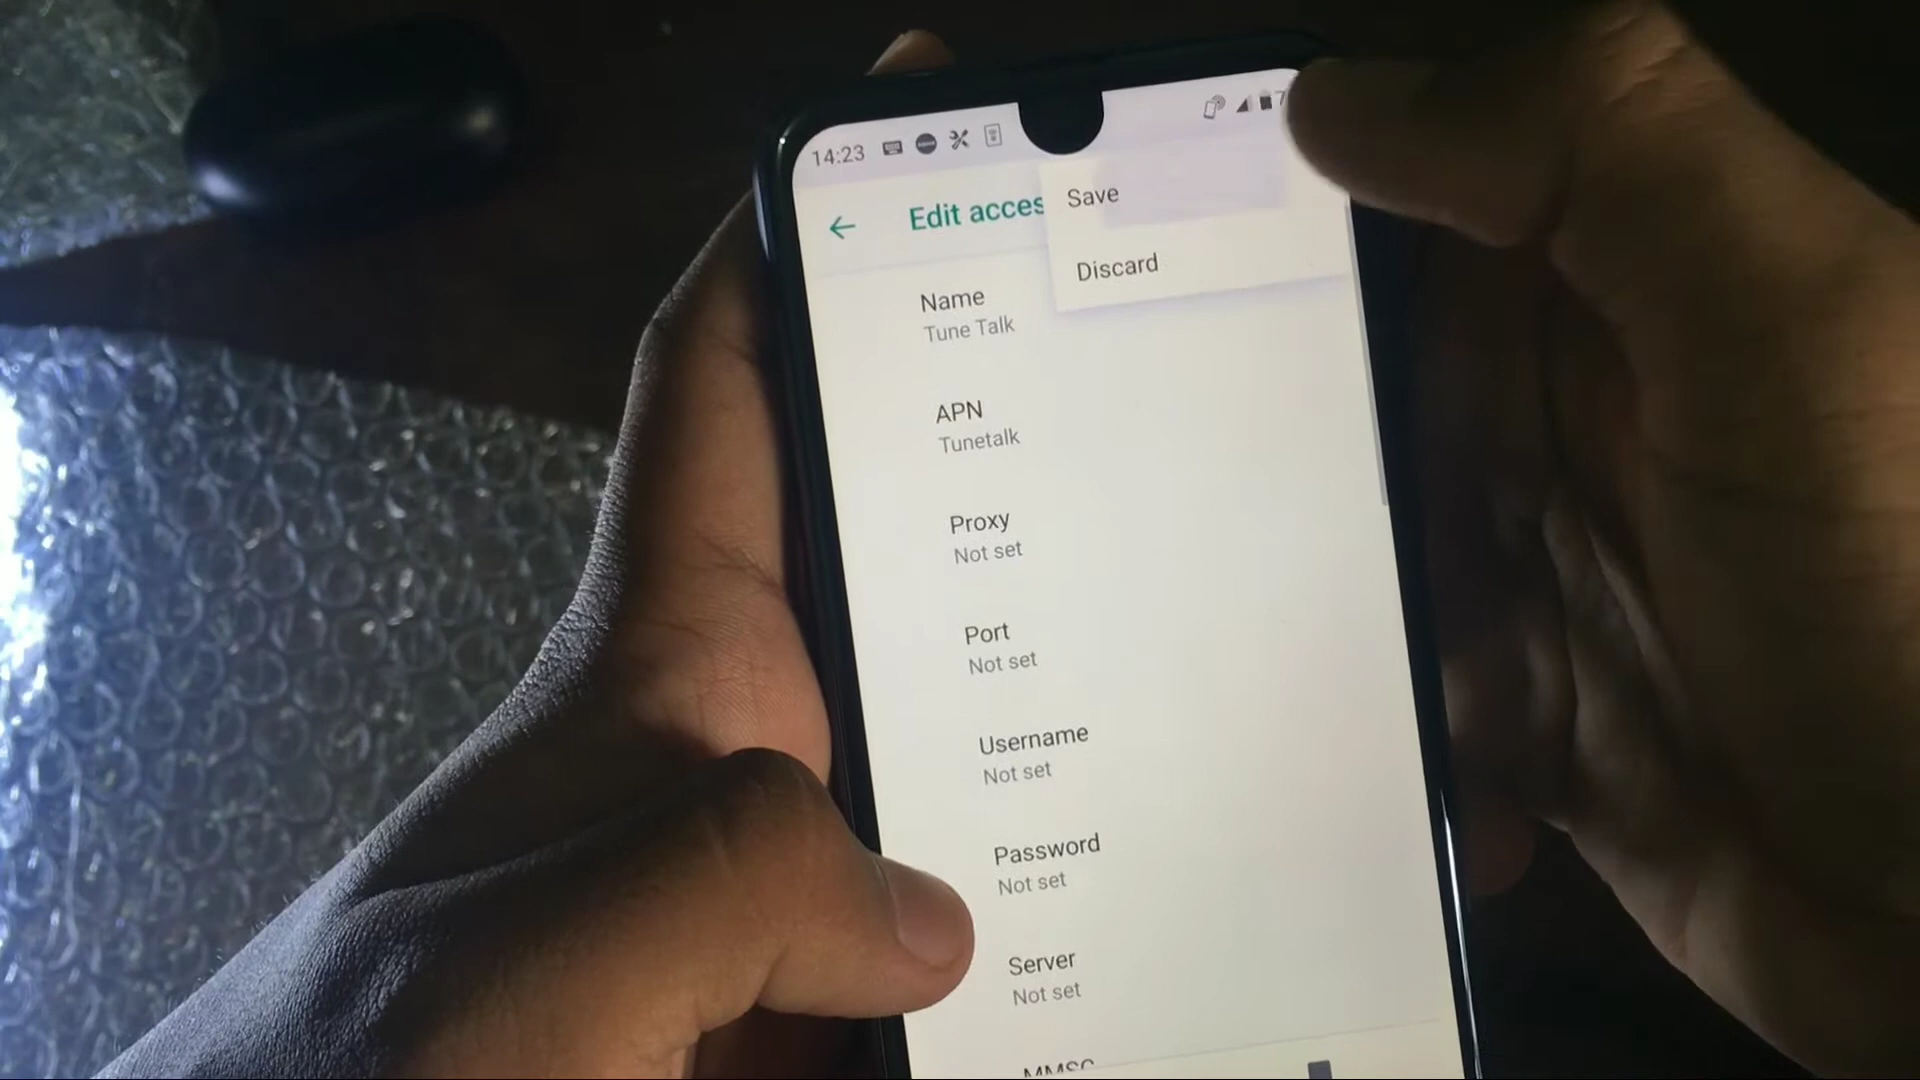 14:23
Edit acces
Save
Discard
Name
Tune Talk
APN
Tunetalk
Proxy
Not set
Port
Not set
Username
Not set
Password
Not set
Server
Not set
MMSC